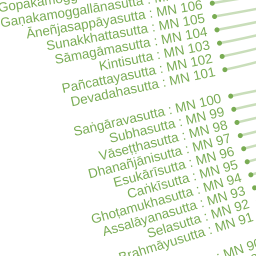 Gaṇakamoggallānasutta :
Āneñjasappāyasutta : MN 106
Sunakkhattasutta : MN 105
Sāmagāmasutta : MN 104
Kintisutta : MN 103
Pañcattayasutta : MN 102
Devadahasutta : MN 101
Saṅgāravasutta : MN 100
Subhasutta : MN 99
Vāseṭṭhasutta : MN 98
Dhanañjānisutta : MN 97
Esukārīsutta : MN 96
Caṅkīsutta : MN 95
Ghoṭamukhasutta : MN 94
Assalāyanasutta : MN 93
Selasutta : MN 92
Brahmāyusutta : MN 91
: MN